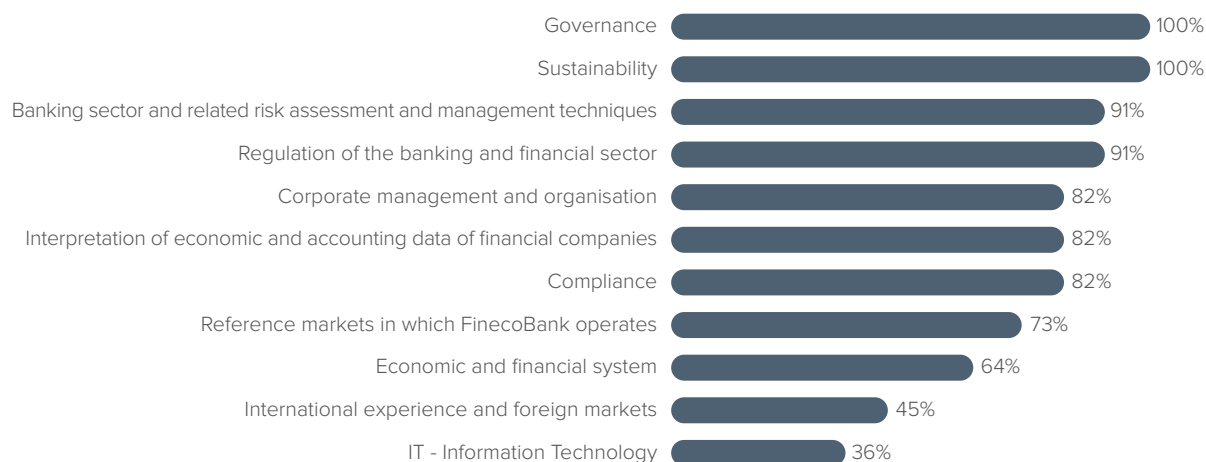 Governance 100%
Sustainability 100%
Banking sector and related risk assessment and management techniques 91%
Regulation of the banking and financial sector 91%
Corporate management and organisation 82%
Interpretation of economic and accounting data of financial companies 82%
Compliance 82%
Reference markets in which FinecoBank operates 73%
Economic and financial system 64%
International experience and foreign markets 45%
IT - Information Technology 36%